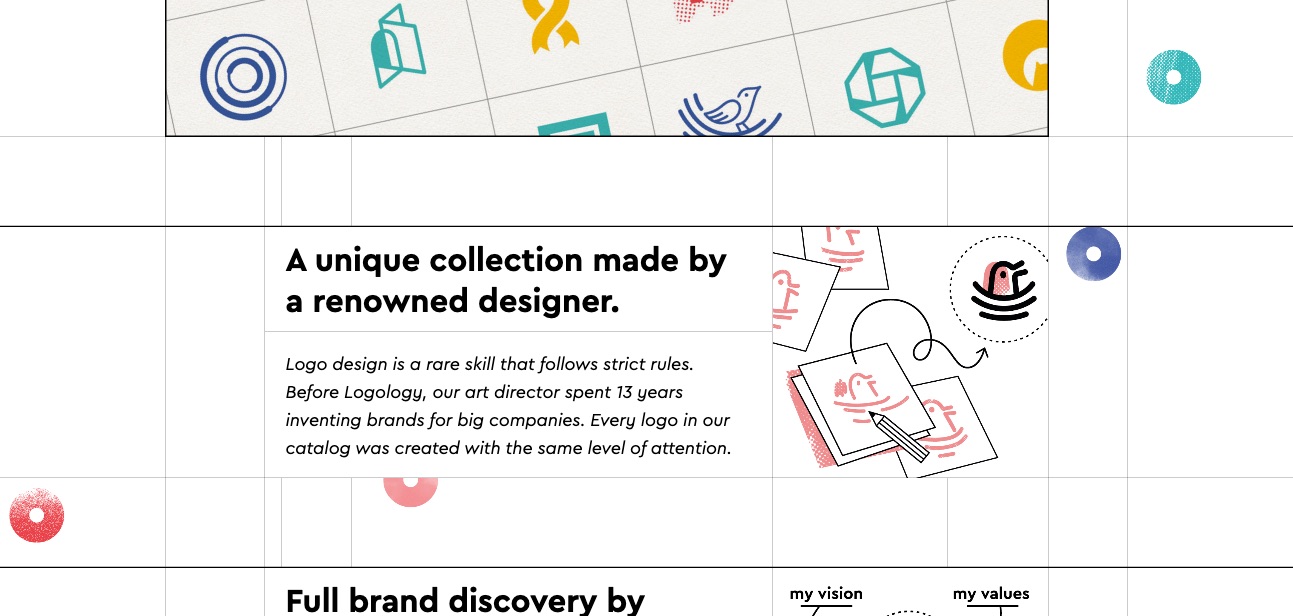 A unique collection made by
a renowned designer.
Logo design is a rare skill that follows strict rules.
Before Logology, our art director spent 13 years
inventing brands for big companies. Every logo in our
catalog was created with the same level of attention.
Full brand discovery by
my vision
my values